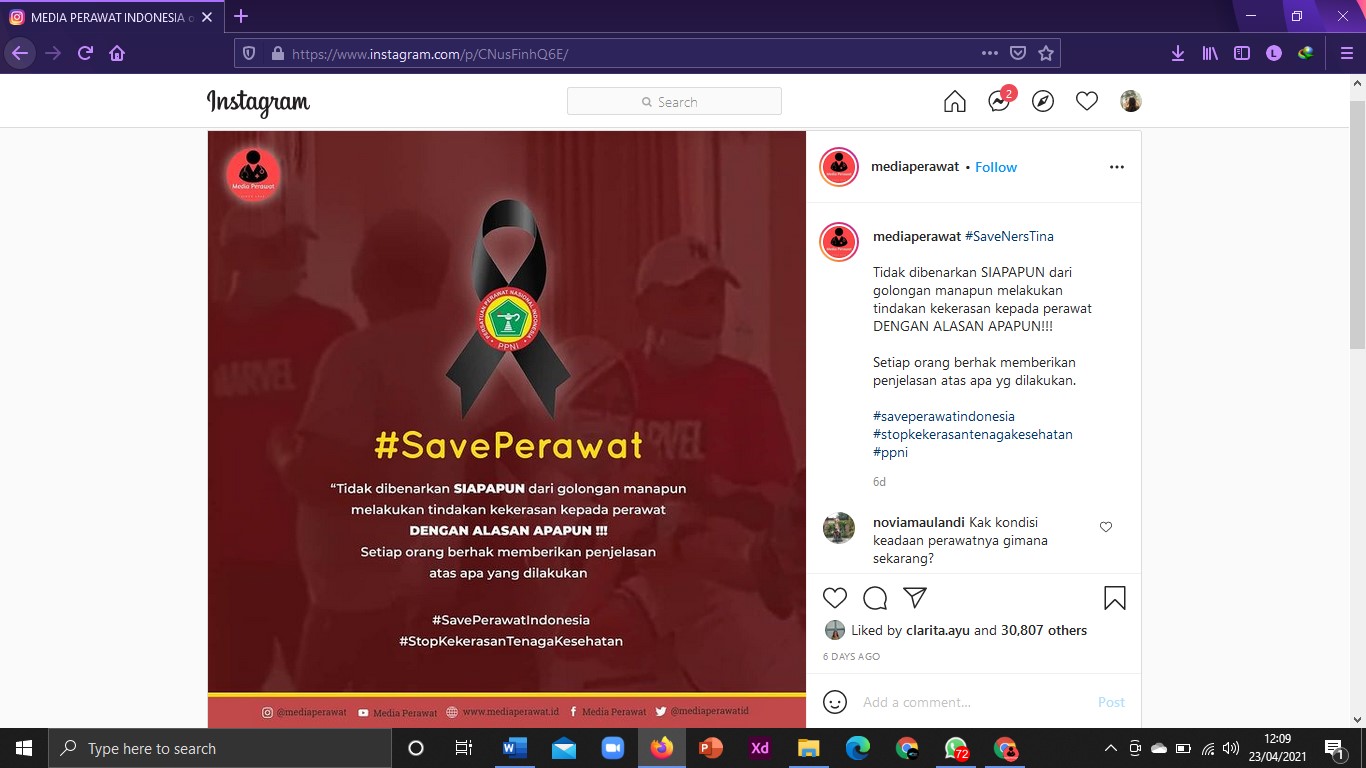 MEDIA PERAWAT INDONESIA
https://www.instagram.com/p/CNusFinhQ6E/
Instagram
Search
2
Media Perawat
PERSATUAN PERAWAT NASIONAL INDONESIA
PPNI
MARVEL
#SavePerawat
“Tidak dibenarkan SIAPAPUN dari golongan manapun
melakukan tindakan kekerasan kepada perawat
DENGAN ALASAN APAPUN !!!
Setiap orang berhak memberikan penjelasan
atas apa yang dilakukan
#SavePerawatIndonesia
#StopKekerasanTenagaKesehatan
@mediaperawat
Media Perawat
www.mediaperawat.id
Media Perawat
@mediaperawatid
mediaperawat • Follow
mediaperawat #SaveNersTina
Tidak dibenarkan SIAPAPUN dari
golongan manapun melakukan
tindakan kekerasan kepada perawat
DENGAN ALASAN APAPUN!!!
Setiap orang berhak memberikan
penjelasan atas apa yg dilakukan.
#saveperawatindonesia
#stopkekerasantenagakesehatan
#ppni
6d
noviamaulandi Kak kondisi
keadaan perawatnya gimana
sekarang?
Liked by clarita.ayu and 30,807 others
6 DAYS AGO
Add a comment...
Post
Type here to search
Xd
72
12:09
23/04/2021
1